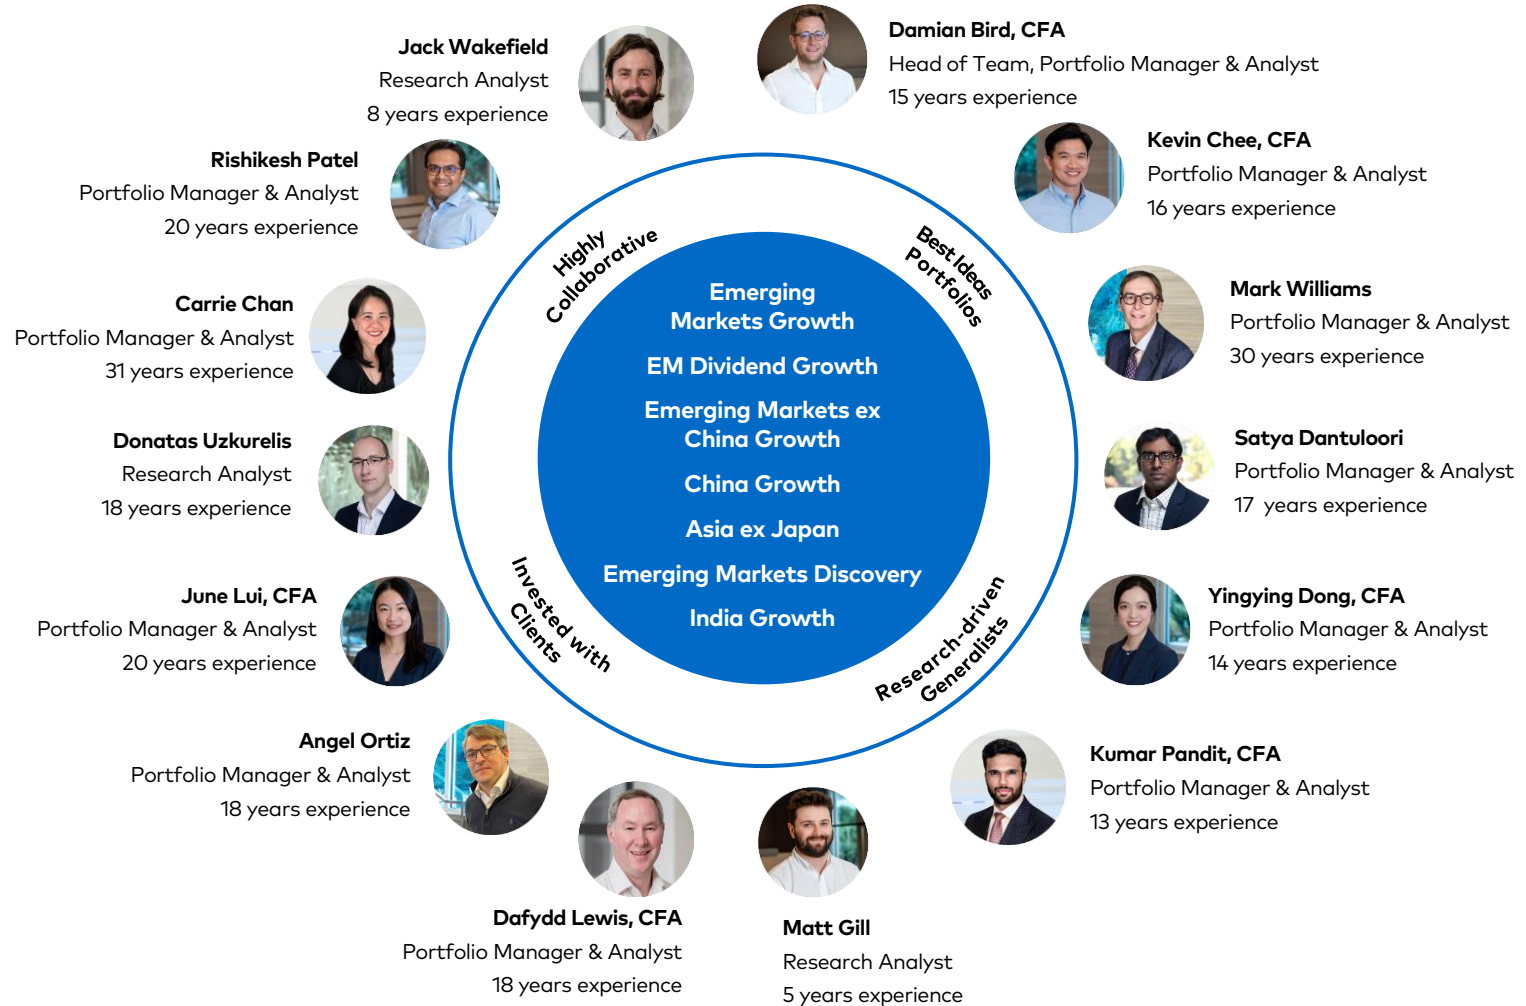 Jack Wakefield
Research Analyst
8 years experience
Damian Bird, CFA
Head of Team, Portfolio Manager & Analyst
15 years experience
Rishikesh Patel
Portfolio Manager & Analyst
20 years experience
Kevin Chee, CFA
Portfolio Manager & Analyst
16 years experience
Carrie Chan
Portfolio Manager & Analyst
31 years experience
Mark Williams
Portfolio Manager & Analyst
30 years experience
Donatas Uzkurelis
Research Analyst
18 years experience
Satya Dantuloori
Portfolio Manager & Analyst
17 years experience
June Lui, CFA
Portfolio Manager & Analyst
20 years experience
Yingying Dong, CFA
Portfolio Manager & Analyst
14 years experience
Angel Ortiz
Portfolio Manager & Analyst
18 years experience
Kumar Pandit, CFA
Portfolio Manager & Analyst
13 years experience
Dafydd Lewis, CFA
Portfolio Manager & Analyst
18 years experience
Matt Gill
Research Analyst
5 years experience
Highly
Collaborative
Best Ideas
Portfolios
Invested with
Clients
Research-driven
Generalists
Emerging
Markets Growth
EM Dividend Growth
Emerging Markets ex
China Growth
China Growth
Asia ex Japan
Emerging Markets Discovery
India Growth